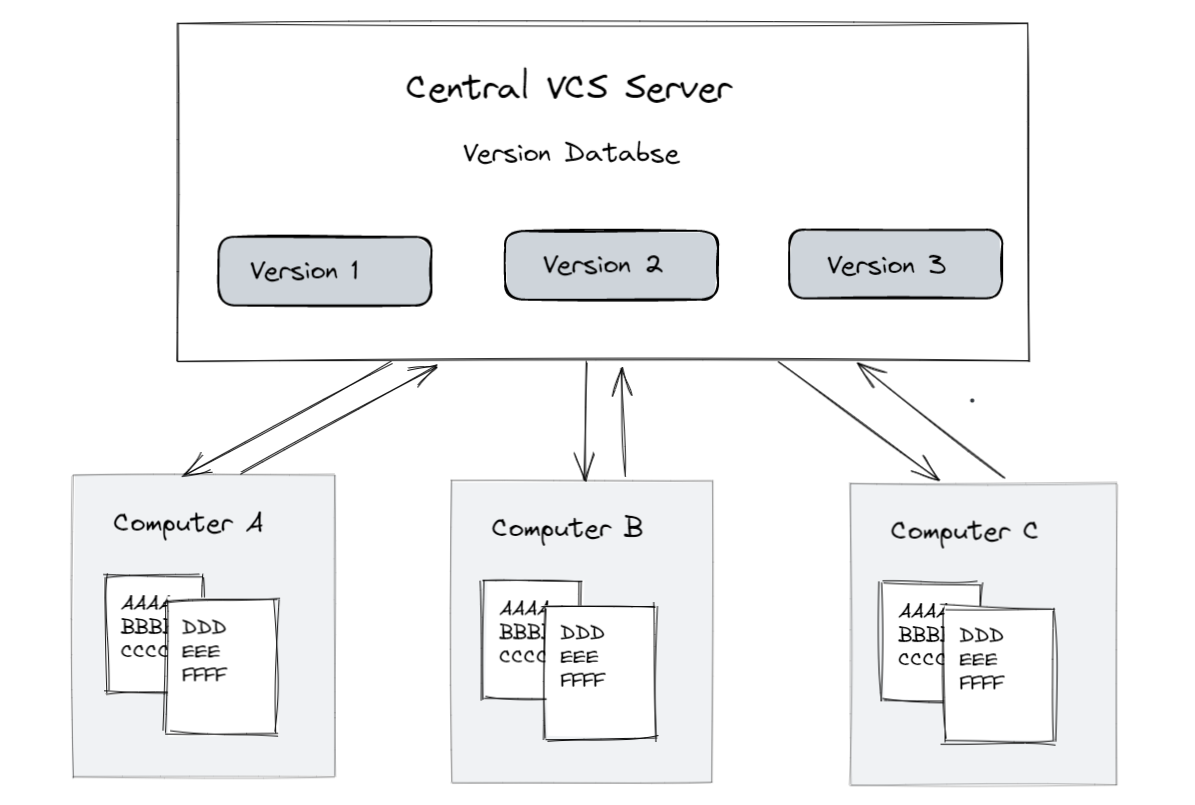 Central VCS Server
Version Databse
Version 1
Version 2
Version 3
Computer A
AAAA
BBBB
CCCC
DDD
EEE
FFFF
Computer B
AAAA
BBBB
CCCC
DDD
EEE
FFFF
Computer C
AAAA
BBBB
CCCC
DDD
EEE
FFFF